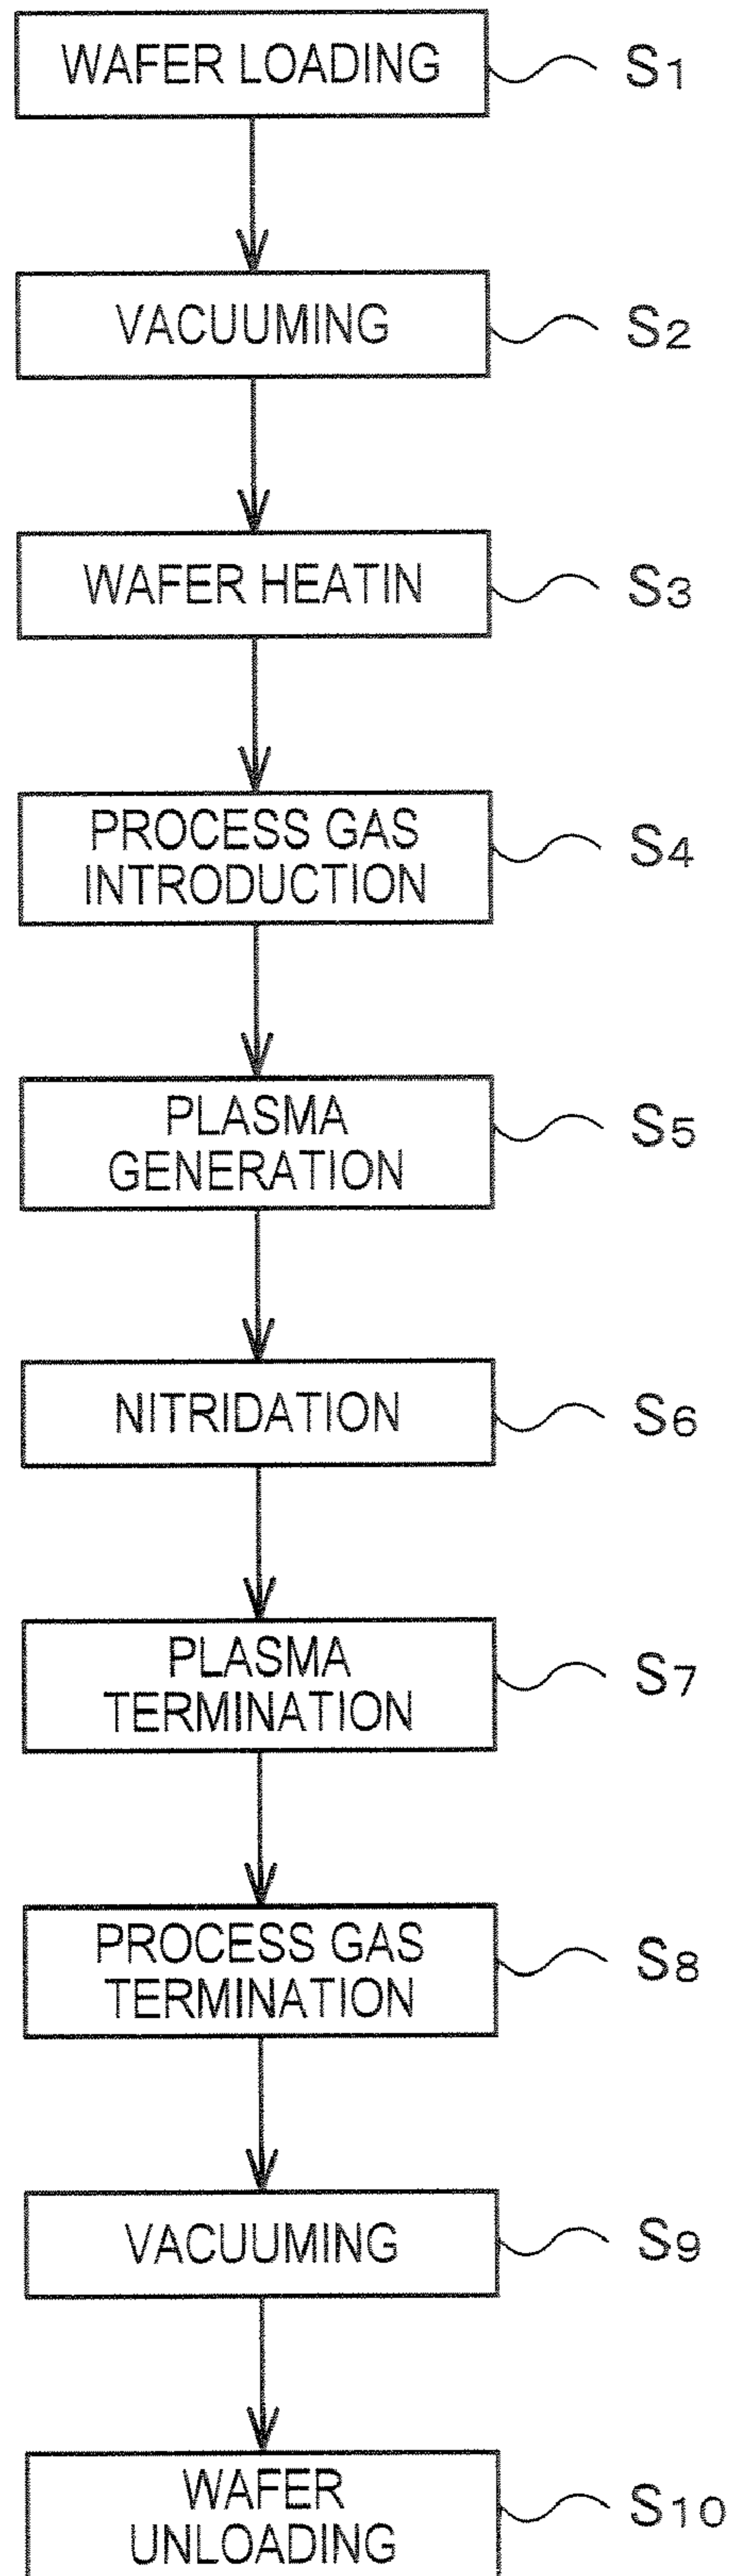 WAFER LOADING S1
VACUUMING S2
WAFER HEATIN S3
PROCESS GAS
INTRODUCTION S4
PLASMA
GENERATION S5
NITRIDATION S6
PLASMA
TERMINATION S7
PROCESS GAS
TERMINATION S8
VACUUMING S9
WAFER
UNLOADING S10